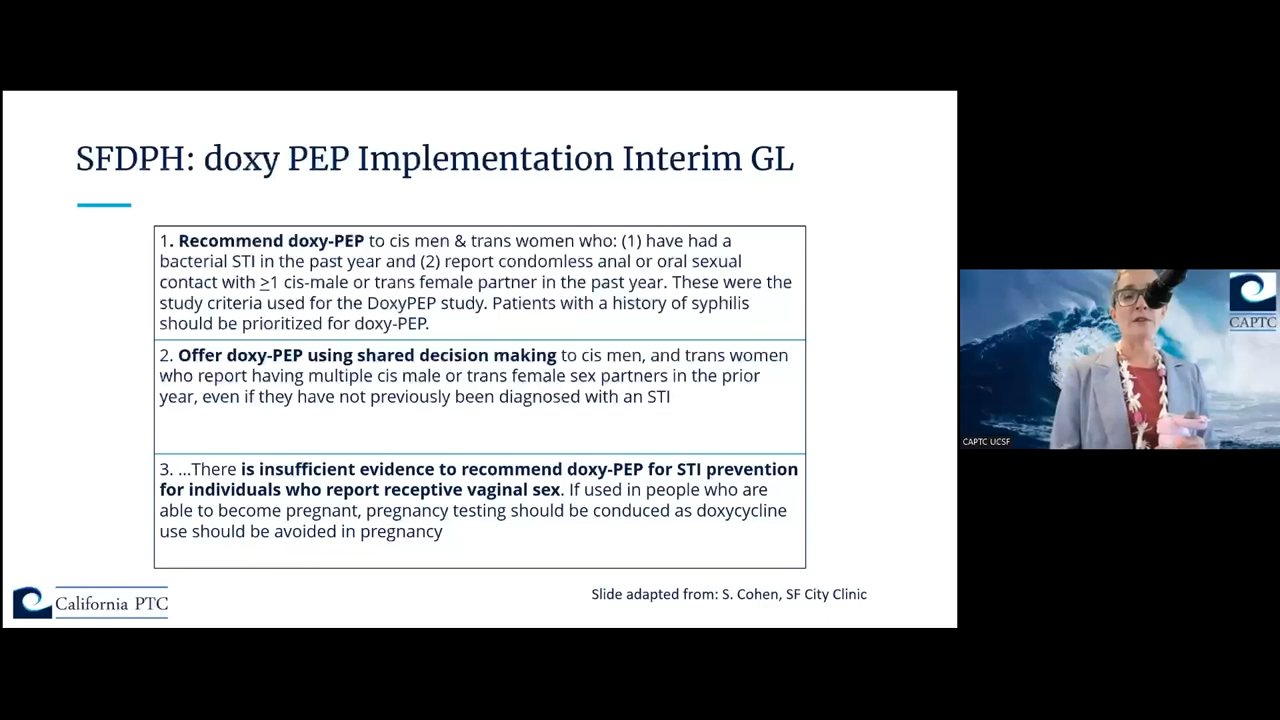 SFDPH: doxy PEP Implementation Interim GL
1. Recommend doxy-PEP to cis men & trans women who: (1) have had a
bacterial STI in the past year and (2) report condomless anal or oral sexual
contact with ≥1 cis-male or trans female partner in the past year. These were the
study criteria used for the DoxyPEP study. Patients with a history of syphilis
should be prioritized for doxy-PEP.
2. Offer doxy-PEP using shared decision making to cis men, and trans women
who report having multiple cis male or trans female sex partners in the prior
year, even if they have not previously been diagnosed with an STI
3. ...There is insufficient evidence to recommend doxy-PEP for STI prevention
for individuals who report receptive vaginal sex. If used in people who are
able to become pregnant, pregnancy testing should be conduced as doxycycline
use should be avoided in pregnancy
Slide adapted from: S. Cohen, SF City Clinic
California PTC
CAPTC
CAPTC UCSF